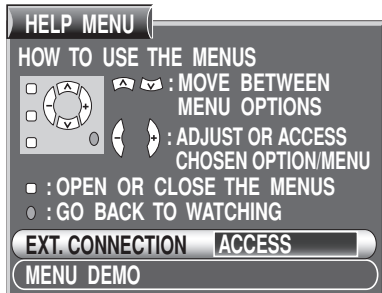 HELP MENU
HOW TO USE THE MENUS
: MOVE BETWEEN
MENU OPTIONS
: ADJUST OR ACCESS
CHOSEN OPTION/MENU
: OPEN OR CLOSE THE MENUS
: GO BACK TO WATCHING
EXT. CONNECTION ACCESS
MENU DEMO